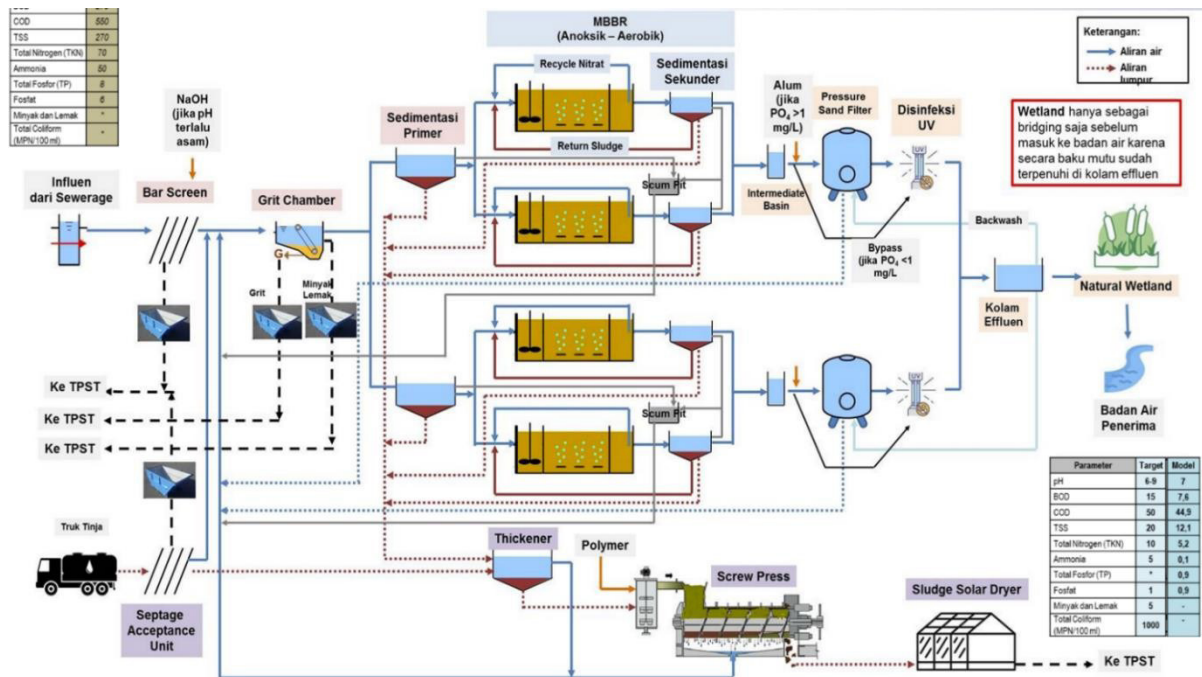 COD 550
TSS 270
Total Nitrogen (TKN) 70
Ammonia 50
Total Fosfor (TP) 8
Fosfat 6
Minyak dan Lemak *
Total Coliform (MPN/100 ml) *
NaOH
(jika pH
terlalu
asam)
Influen
dari Sewerage
Bar Screen
Grit Chamber
G
Grit
Minyak
Lemak
Sedimentasi
Primer
MBBR
(Anoksik – Aerobik)
Recycle Nitrat
Return Sludge
Sedimentasi
Sekunder
Scum Pit
Alum
(jika
PO4 >1
mg/L)
Intermediate
Basin
Pressure
Sand Filter
Disinfeksi
UV
UV
Bypass
(jika PO4 <1
mg/L
Backwash
Kolam
Effluen
Keterangan:
Aliran air
Aliran
lumpur
Wetland hanya sebagai
bridging saja sebelum
masuk ke badan air karena
secara baku mutu sudah
terpenuhi di kolam effluen
Natural Wetland
Badan Air
Penerima
Ke TPST
Ke TPST
Ke TPST
Scum Pit
UV
Truk Tinja
Septage
Acceptance
Unit
Thickener
Polymer
Screw Press
Sludge Solar Dryer
Ke TPST
Parameter Target Model
pH 6-9 7
BOD 15 7,6
COD 50 44,9
TSS 20 12,1
Total Nitrogen (TKN) 10 5,2
Ammonia 5 0,1
Total Fosfor (TP) * 0,9
Fosfat 1 0,9
Minyak dan Lemak 5 -
Total Coliform
(MPN/100 ml) 1000 -